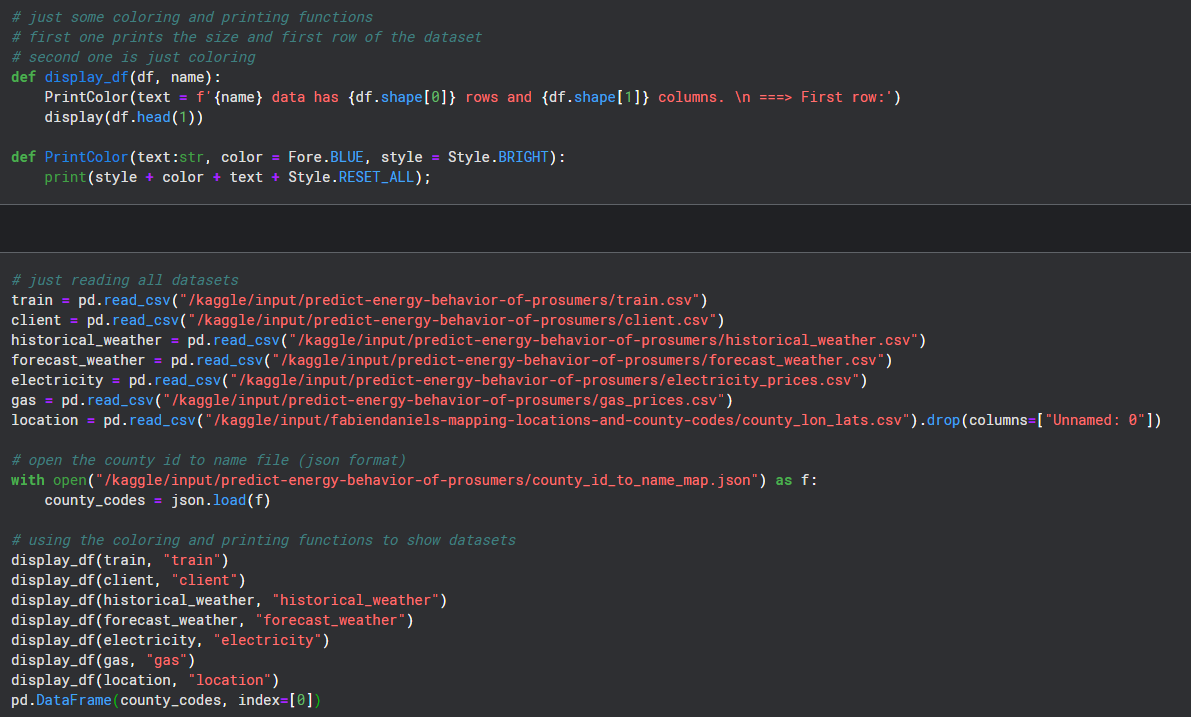 # just some coloring and printing functions
# first one prints the size and first row of the dataset
# second one is just coloring
def display_df(df, name):
    PrintColor(text = f'{name} data has {df.shape[0]} rows and {df.shape[1]} columns. \n ===> First row:')
    display(df.head(1))

def PrintColor(text:str, color = Fore.BLUE, style = Style.BRIGHT):
    print(style + color + text + Style.RESET_ALL);

# just reading all datasets
train = pd.read_csv("/kaggle/input/predict-energy-behavior-of-prosumers/train.csv")
client = pd.read_csv("/kaggle/input/predict-energy-behavior-of-prosumers/client.csv")
historical_weather = pd.read_csv("/kaggle/input/predict-energy-behavior-of-prosumers/historical_weather.csv")
forecast_weather = pd.read_csv("/kaggle/input/predict-energy-behavior-of-prosumers/forecast_weather.csv")
electricity = pd.read_csv("/kaggle/input/predict-energy-behavior-of-prosumers/electricity_prices.csv")
gas = pd.read_csv("/kaggle/input/predict-energy-behavior-of-prosumers/gas_prices.csv")
location = pd.read_csv("/kaggle/input/fabiendaniels-mapping-locations-and-county-codes/county_lon_lats.csv").drop(columns=["Unnamed: 0"])

# open the county id to name file (json format)
with open("/kaggle/input/predict-energy-behavior-of-prosumers/county_id_to_name_map.json") as f:
    county_codes = json.load(f)

# using the coloring and printing functions to show datasets
display_df(train, "train")
display_df(client, "client")
display_df(historical_weather, "historical_weather")
display_df(forecast_weather, "forecast_weather")
display_df(electricity, "electricity")
display_df(gas, "gas")
display_df(location, "location")
pd.DataFrame(county_codes, index=[0])